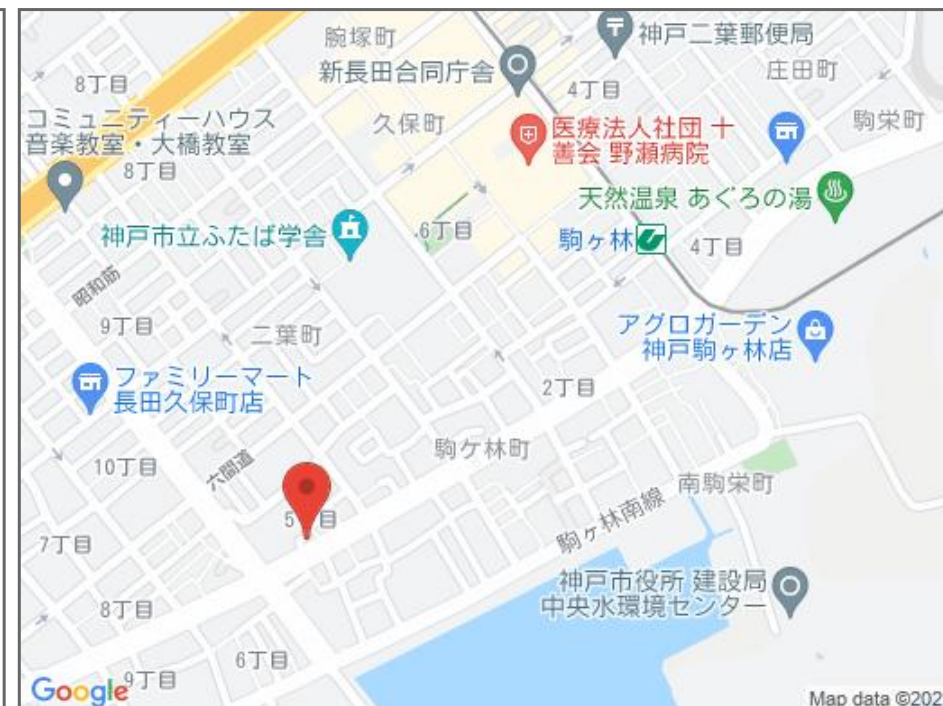 腕塚町
神戸二葉郵便局
8丁目
新長田合同庁舎
庄田町
4丁目
コミュニティーハウス
音楽教室・大橋教室
久保町
医療法人社団 十
善会 野瀬病院
駒栄町
8丁目
天然温泉 あぐろの湯
神戸市立ふたば学舎
6丁目
駒ヶ林
4丁目
昭和筋
9丁目
二葉町
アグロガーデン
神戸駒ヶ林店
ファミリーマート
長田久保町店
2丁目
駒ケ林町
10丁目
六間道
南駒栄町
5丁目
駒ヶ林南線
7丁目
神戸市役所 建設局
中央水環境センター
8丁目
6丁目
Google
9丁目
Map data ©202